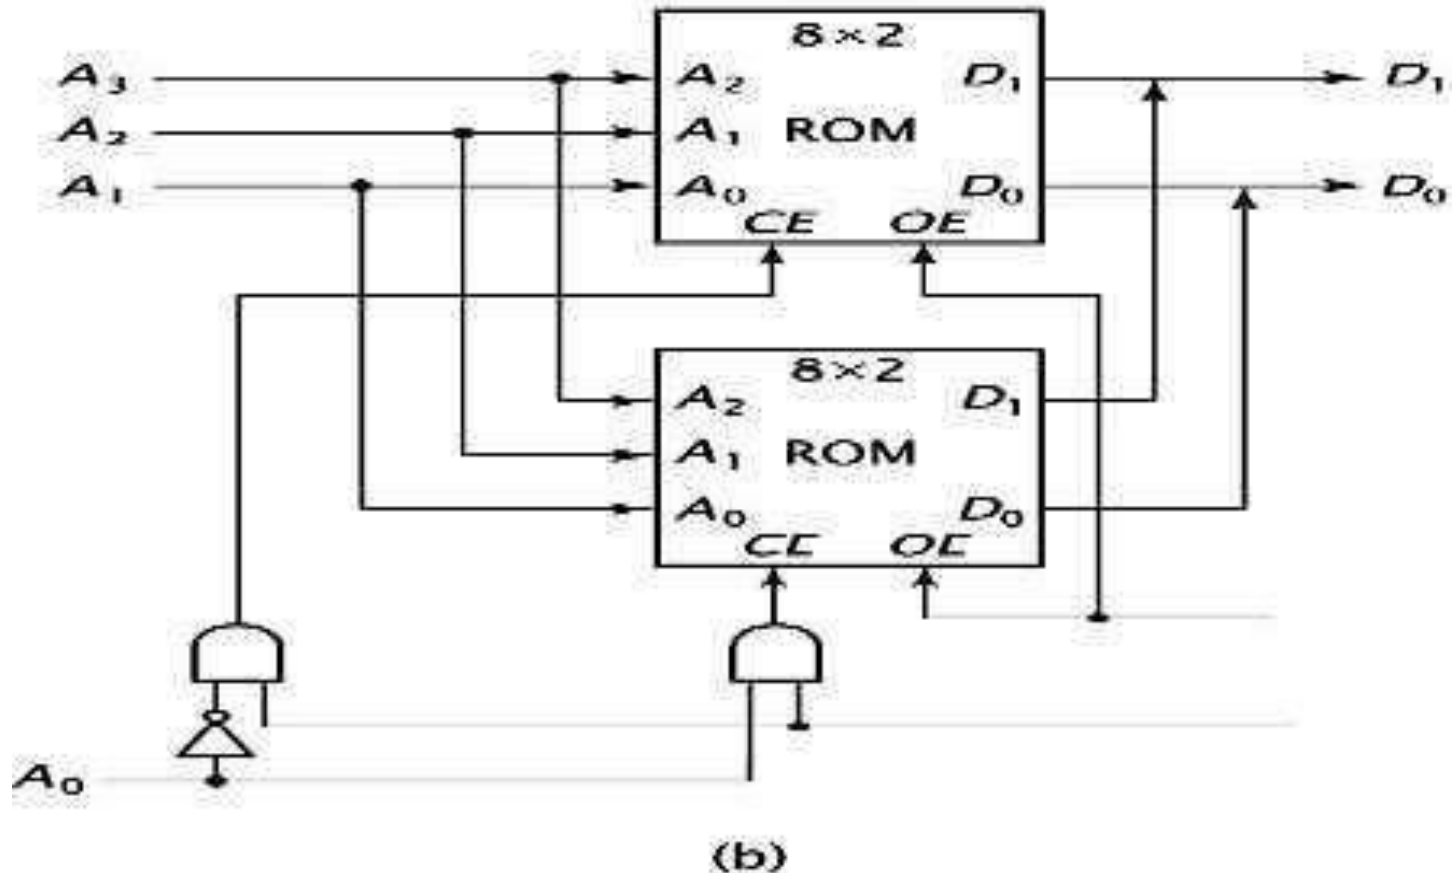 8×2
A₃ A₂ D₁ D₁
A₂ A₁ ROM
A₁ A₀ D₀ D₀
CE OE
8×2
A₂ D₁
A₁ ROM
A₀ D₀
CE OE
A₀
(b)